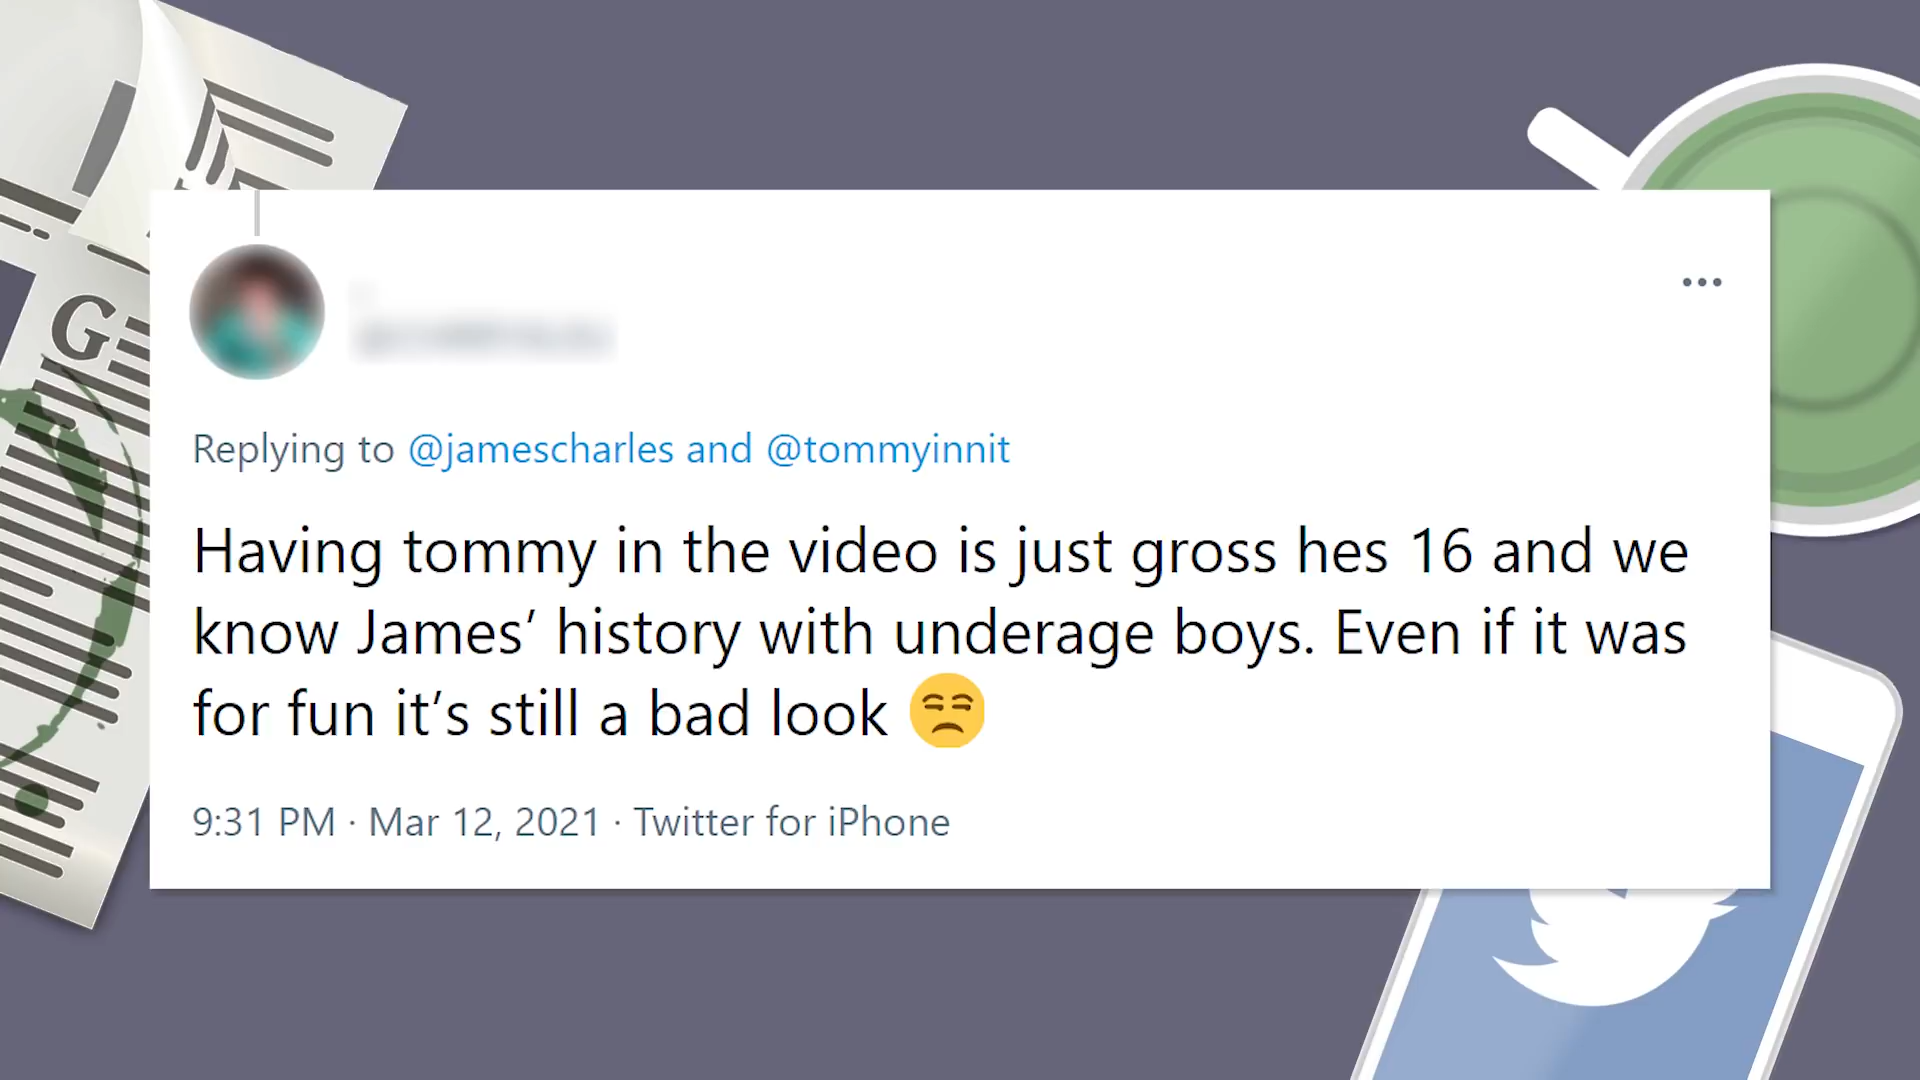 G
Replying to @jamescharles and @tommyinnit
Having tommy in the video is just gross hes 16 and we
know James’ history with underage boys. Even if it was
for fun it’s still a bad look 😒
9:31 PM · Mar 12, 2021 · Twitter for iPhone